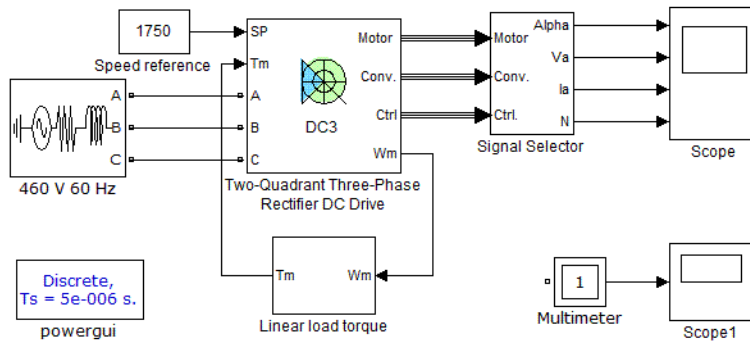 1750
Speed reference
A
B
C
460 V 60 Hz
SP
Tm
A
B
C
DC3
Motor
Conv.
Ctrl
Wm
Two-Quadrant Three-Phase
Rectifier DC Drive
Motor
Conv.
Ctrl.
Alpha
Va
Ia
N
Signal Selector
Scope
Discrete,
Ts = 5e-006 s.
powergui
Tm
Wm
Linear load torque
1
Multimeter
Scope1